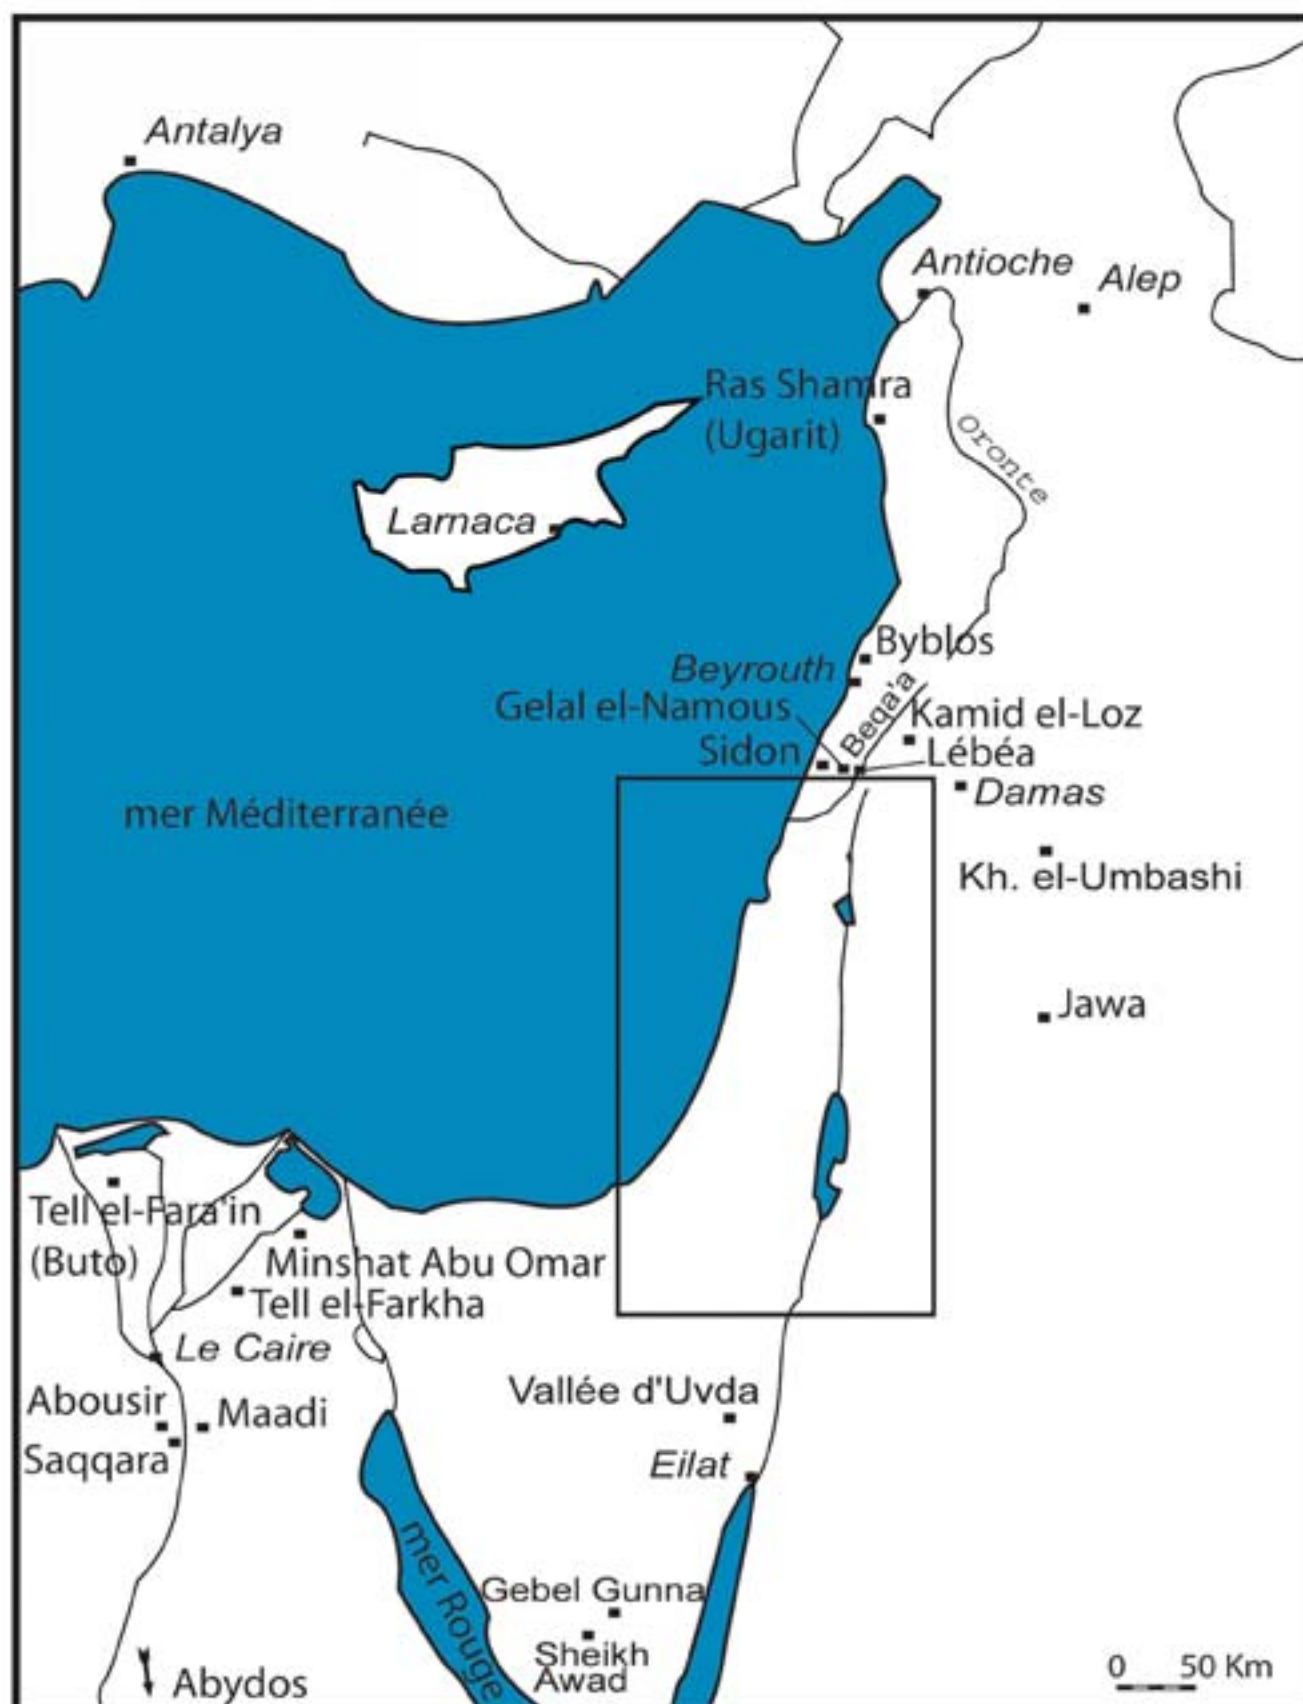 Antalya
Antioche
Alep
Ras Shamra
(Ugarit)
Oronte
Larnaca
Byblos
Beyrouth
Beqa'a
Gelal el-Namous
Kamid el-Loz
Sidon
Lébéa
Damas
mer Méditerranée
Kh. el-Umbashi
Jawa
Tell el-Fara'in
(Buto)
Minshat Abu Omar
Tell el-Farkha
Le Caire
Vallée d'Uvda
Abousir
Maadi
Saqqara
Eilat
mer Rouge
Gebel Gunna
Sheikh
Awad
Abydos
0 50 Km